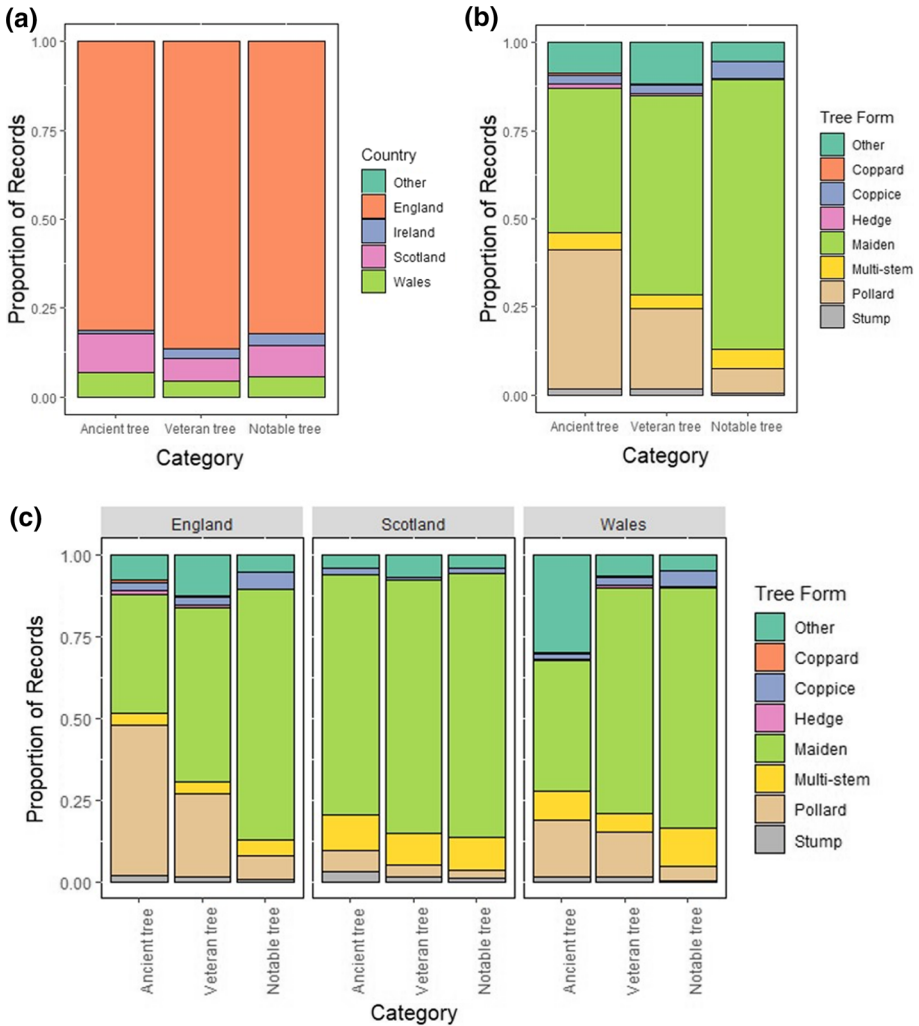 (a)
1.00
0.75
0.50
0.25
0.00
Proportion of Records
Ancient tree Veteran tree Notable tree
Category
Country
Other
England
Ireland
Scotland
Wales
(b)
1.00
0.75
0.50
0.25
0.00
Proportion of Records
Ancient tree Veteran tree Notable tree
Category
Tree Form
Other
Coppard
Coppice
Hedge
Maiden
Multi-stem
Pollard
Stump
(c)
England Scotland Wales
1.00
0.75
0.50
0.25
0.00
Proportion of Records
Ancient tree
Veteran tree
Notable tree
Ancient tree
Veteran tree
Notable tree
Ancient tree
Veteran tree
Notable tree
Category
Tree Form
Other
Coppard
Coppice
Hedge
Maiden
Multi-stem
Pollard
Stump